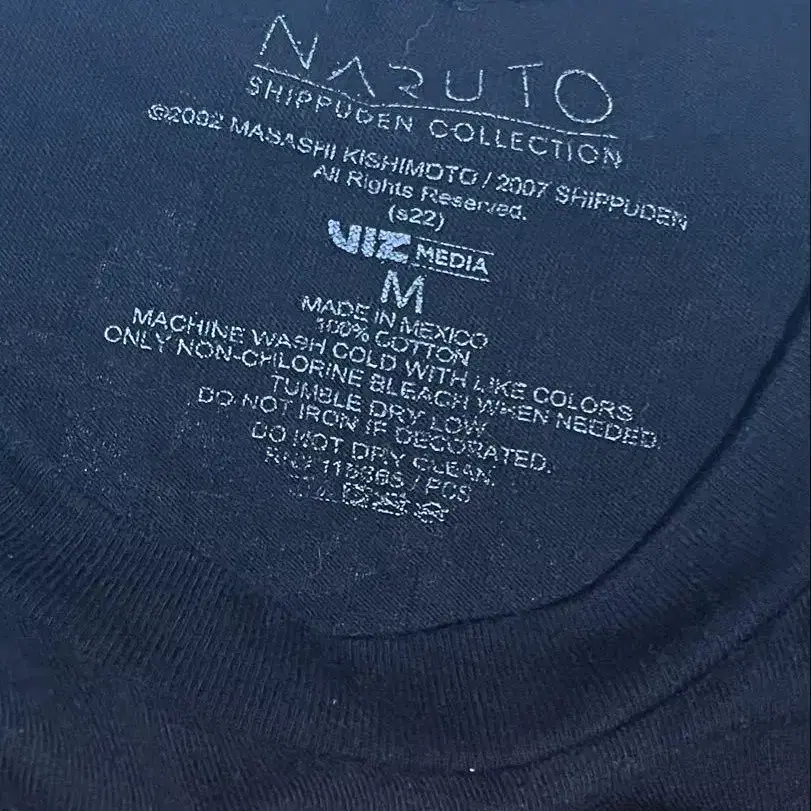 NARUTO
SHIPPUDEN COLLECTION
©2002 MASASHI KISHIMOTO / 2007 SHIPPUDEN
All Rights Reserved.
(s22)
VIZ MEDIA
M
MADE IN MEXICO
100% COTTON
MACHINE WASH COLD WITH LIKE COLORS
ONLY NON-CHLORINE BLEACH WHEN NEEDED.
TUMBLE DRY LOW.
DO NOT IRON IF DECORATED.
DO NOT DRY CLEAN.